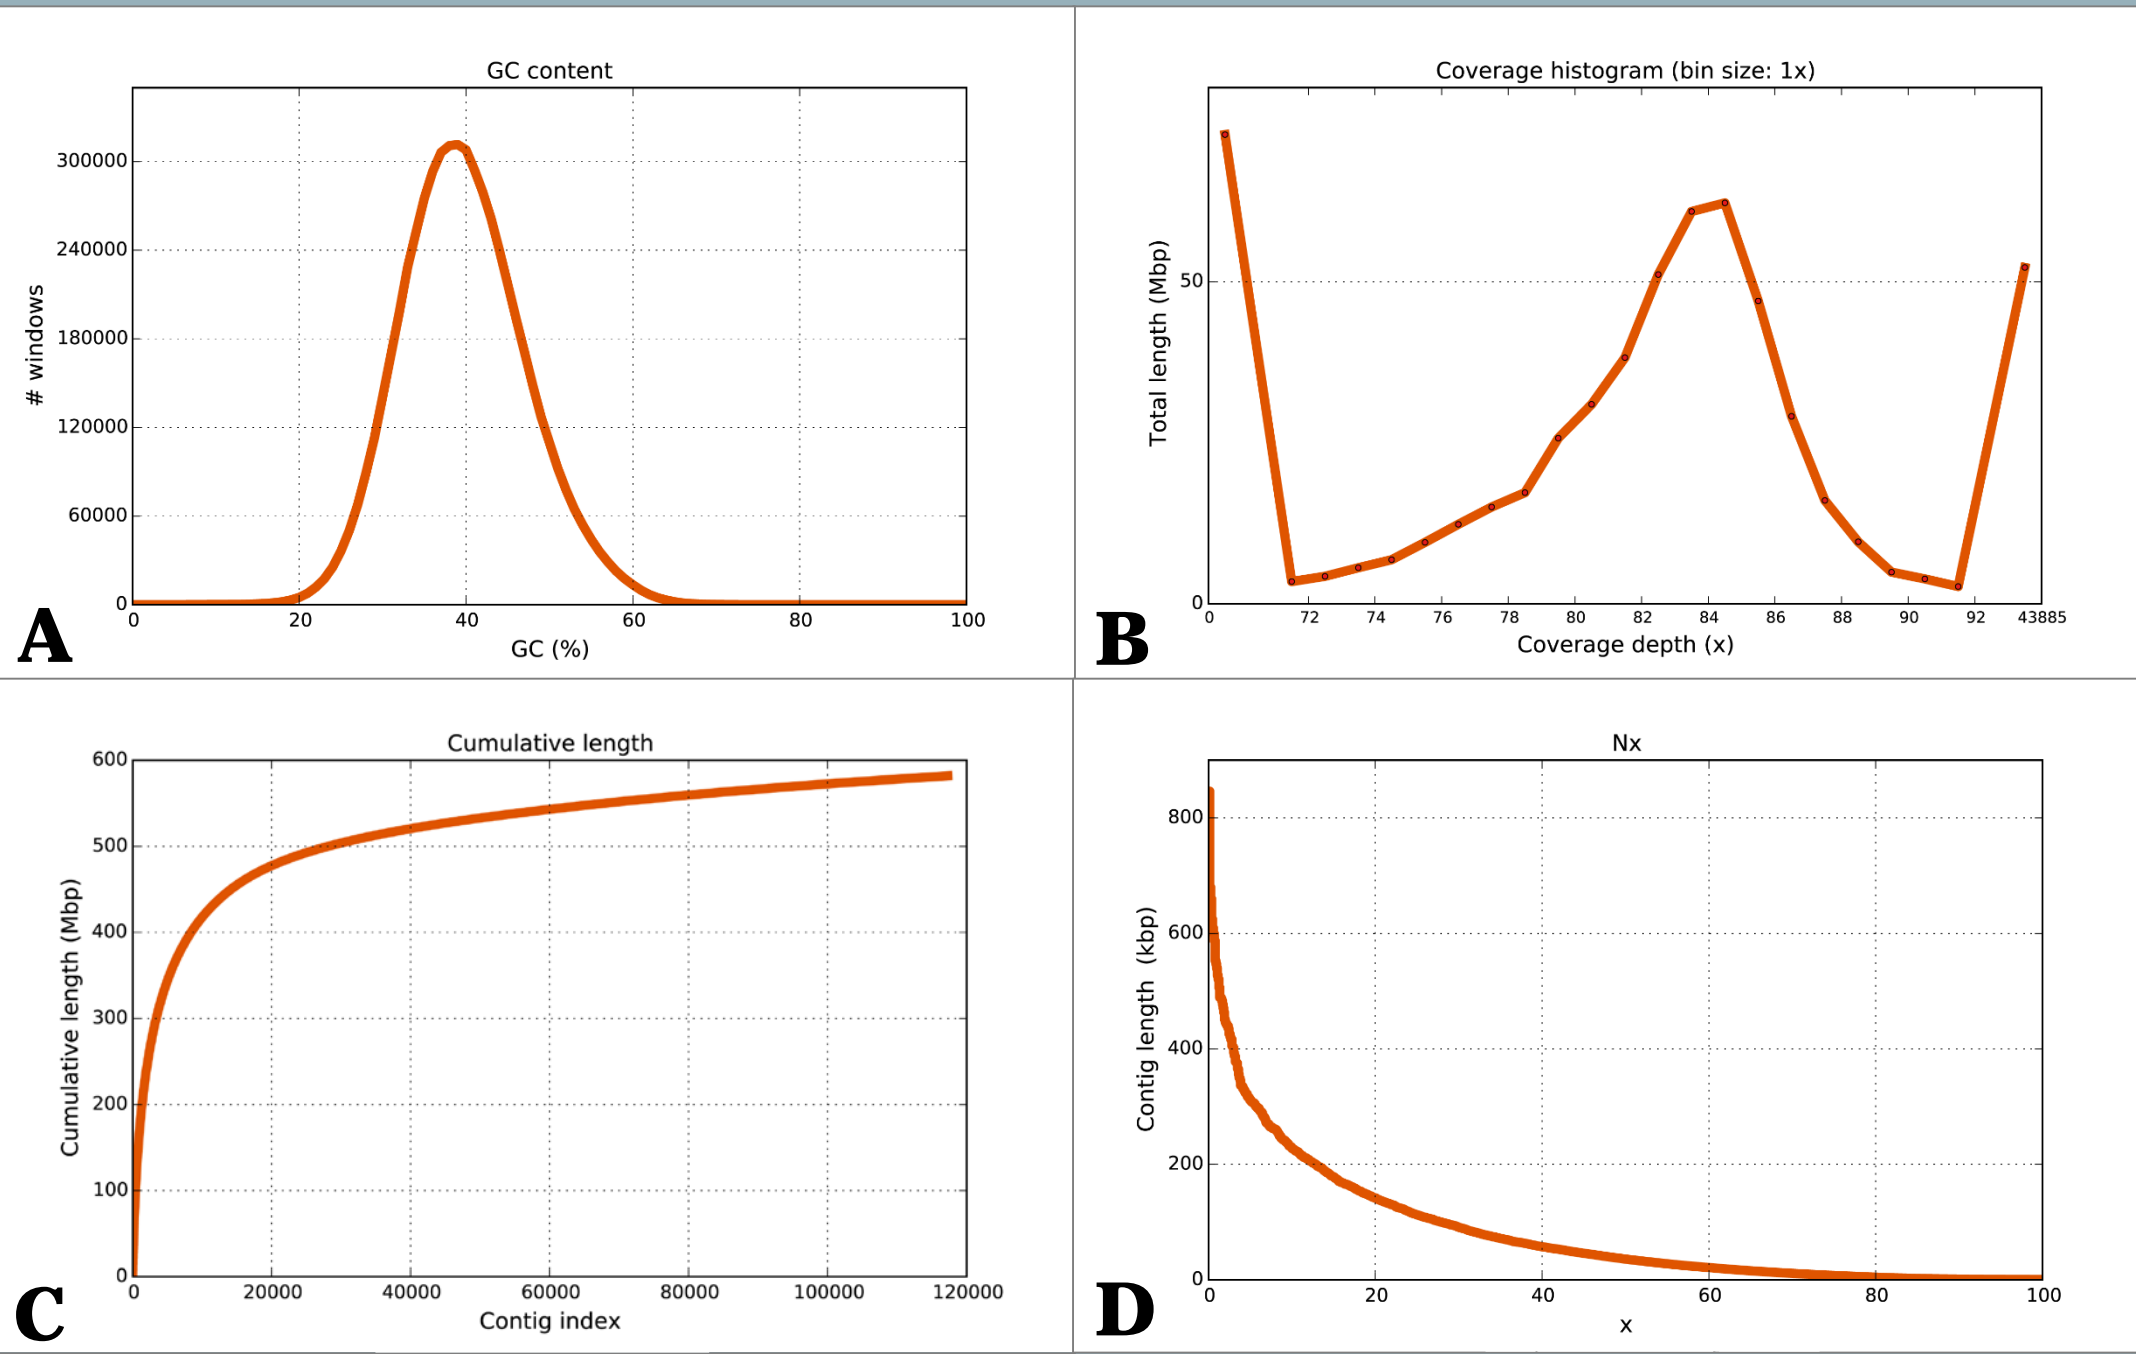 GC content
300000
240000
180000
120000
60000
0
# windows
0 20 40 60 80 100
GC (%)
A
Coverage histogram (bin size: 1x)
50
0
Total length (Mbp)
0 72 74 76 78 80 82 84 86 88 90 92 43885
Coverage depth (x)
B
Cumulative length
600
500
400
300
200
100
0
Cumulative length (Mbp)
0 20000 40000 60000 80000 100000 120000
Contig index
C
Nx
800
600
400
200
0
Contig length (kbp)
0 20 40 60 80 100
x
D